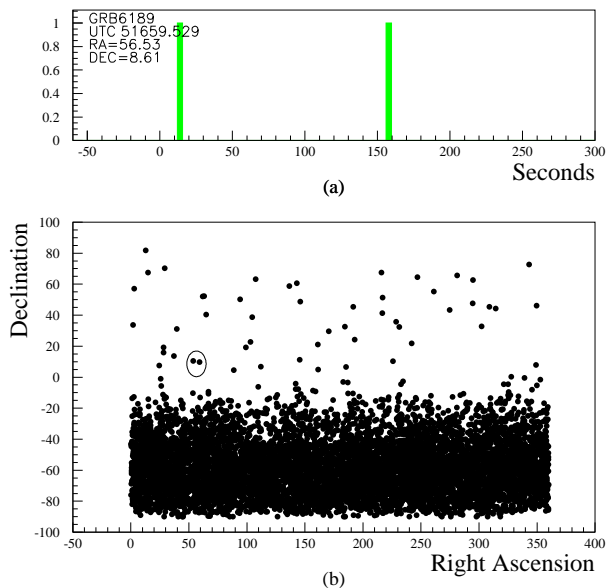 GRB6189
UTC 51659.529
RA=56.53
DEC=8.61
1
0.8
0.6
0.4
0.2
0
-50 0 50 100 150 200 250 300
Seconds
(a)
Declination
100
80
60
40
20
0
-20
-40
-60
-80
-100
-50 0 50 100 150 200 250 300 350 400
Right Ascension
(b)